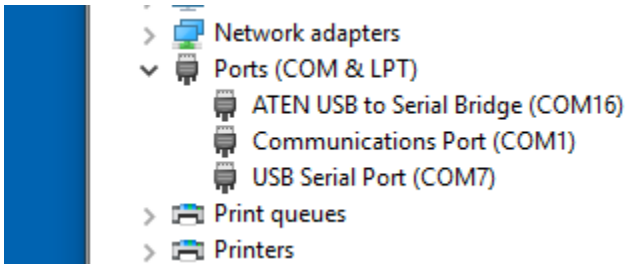 Network adapters
Ports (COM & LPT)
ATEN USB to Serial Bridge (COM16)
Communications Port (COM1)
USB Serial Port (COM7)
Print queues
Printers